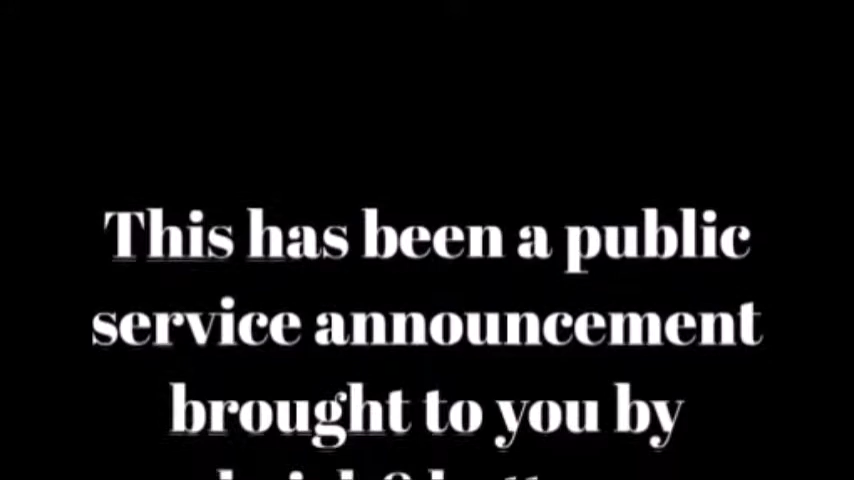 This has been a public
service announcement
brought to you by